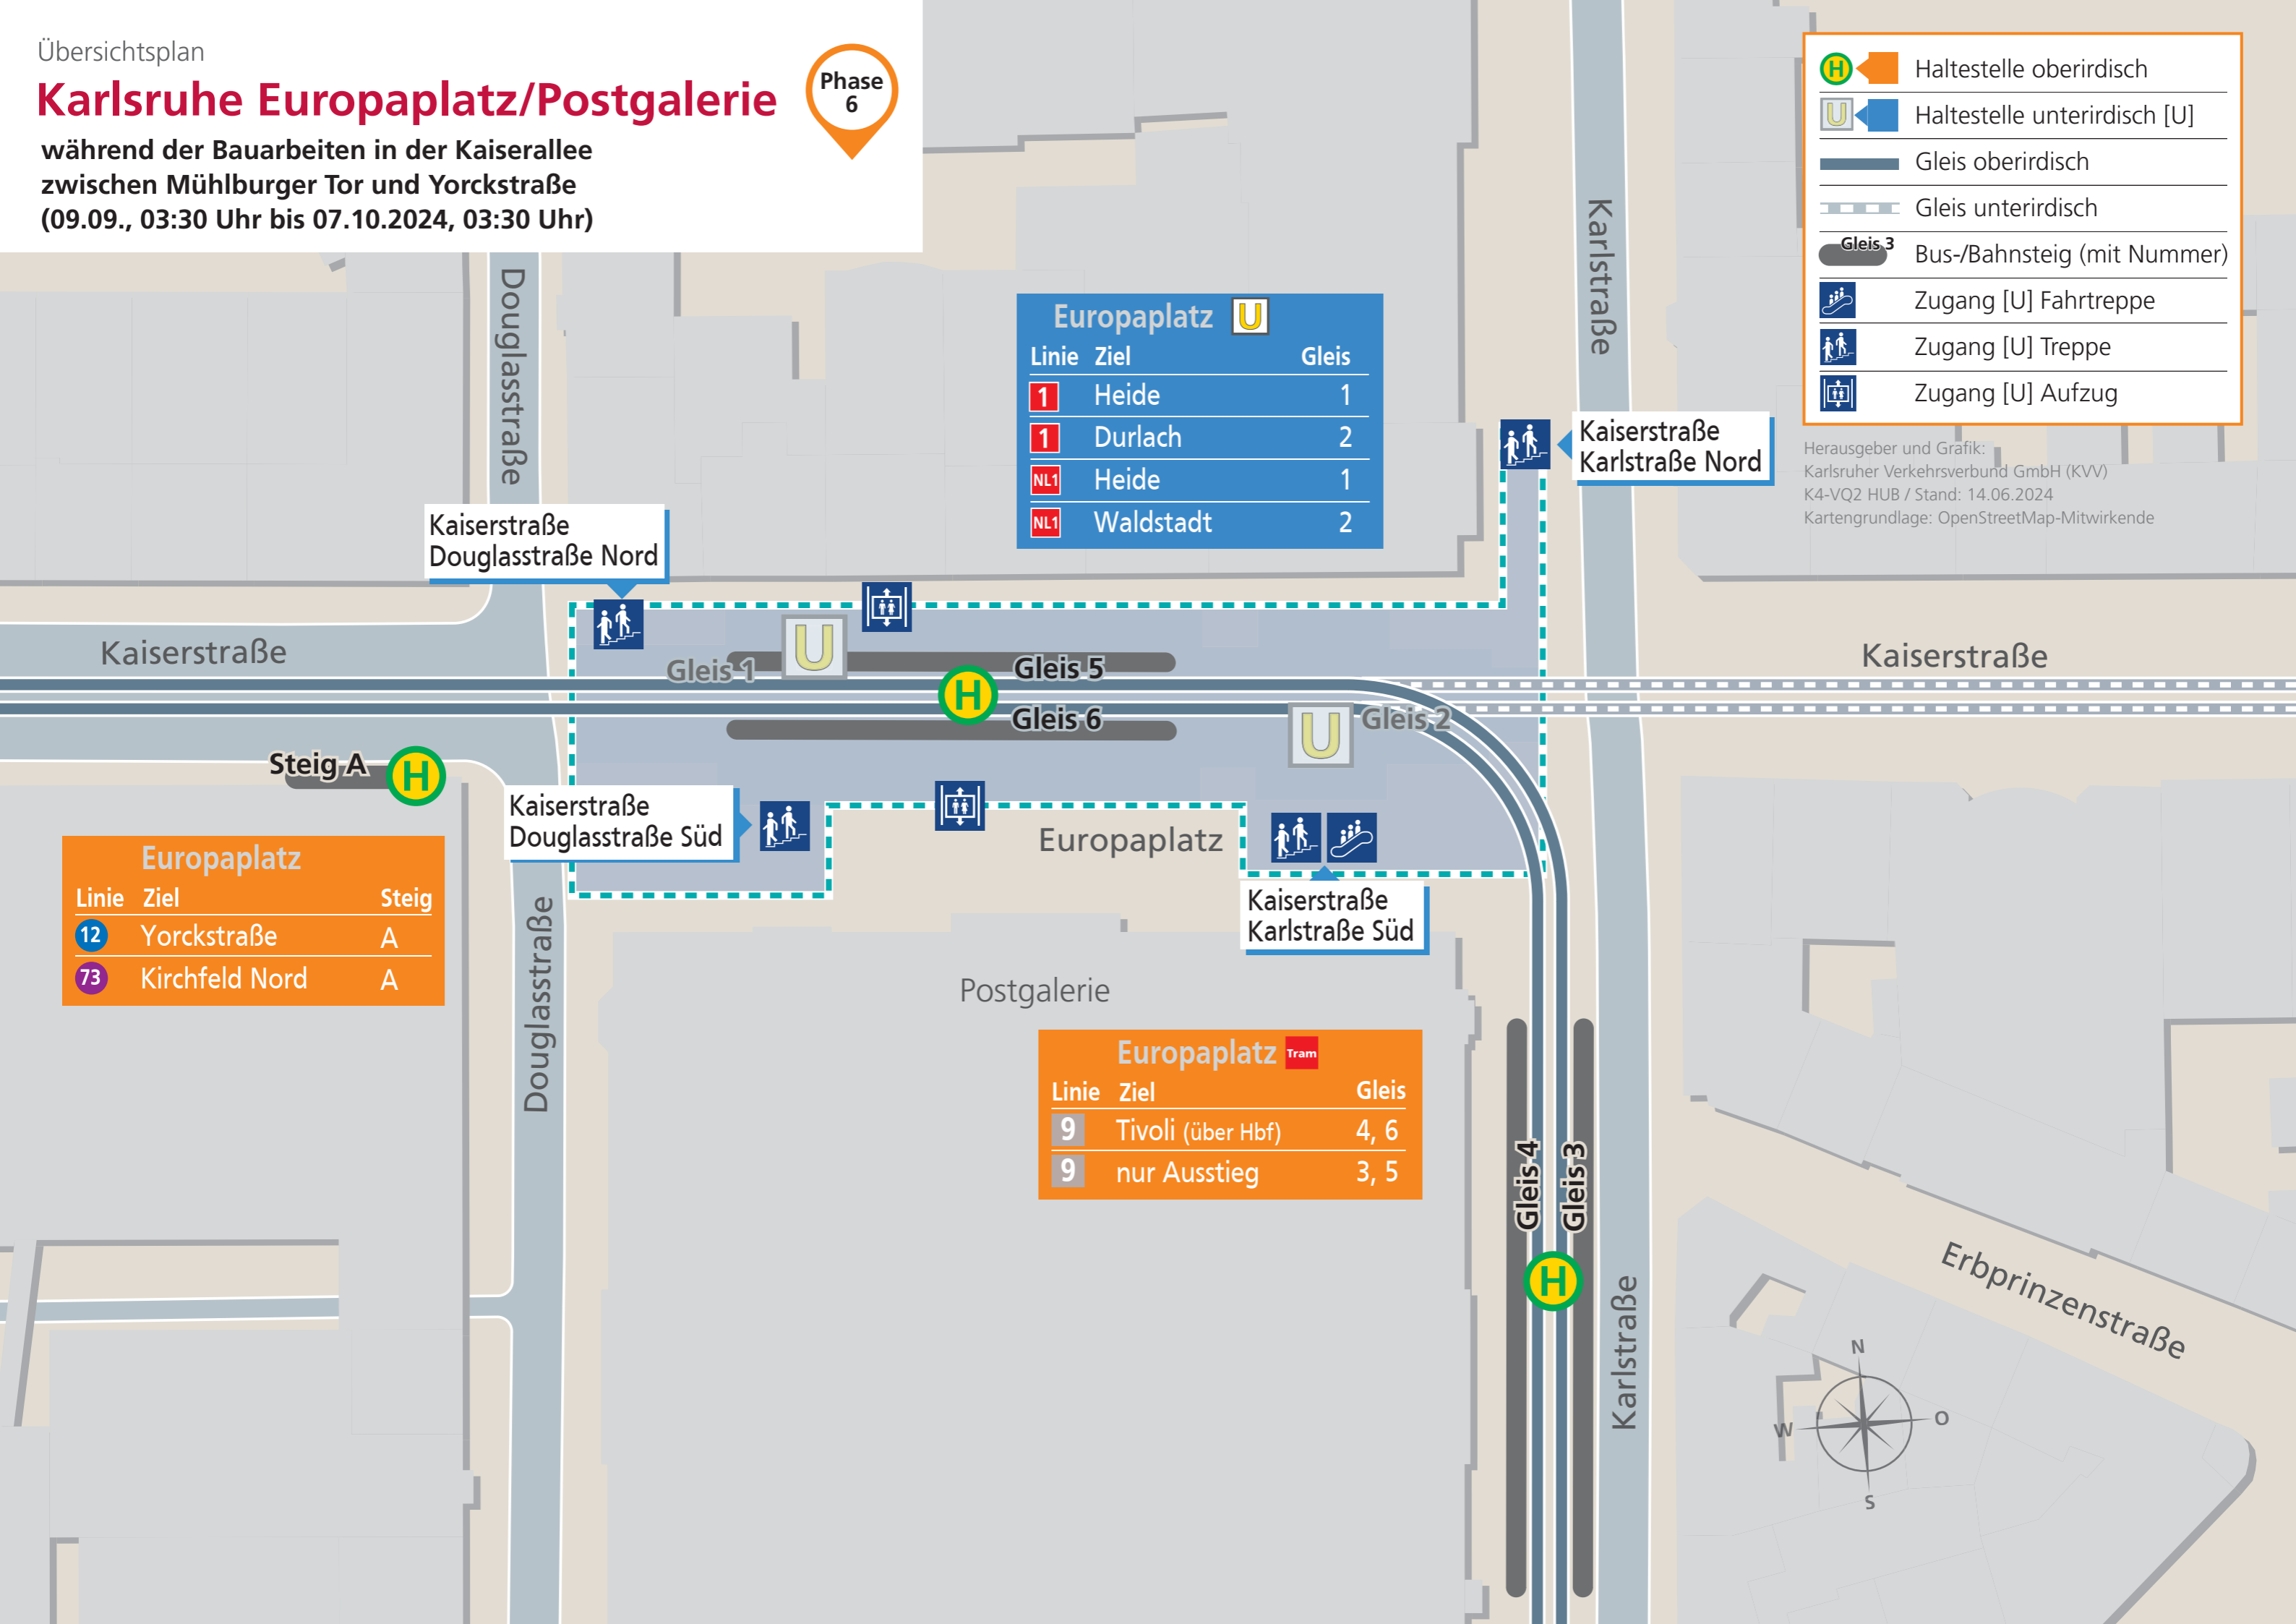 Übersichtsplan
Karlsruhe Europaplatz/Postgalerie
während der Bauarbeiten in der Kaiserallee
zwischen Mühlburger Tor und Yorckstraße
(09.09., 03:30 Uhr bis 07.10.2024, 03:30 Uhr)
Phase
6
H Haltestelle oberirdisch
U Haltestelle unterirdisch [U]
Gleis oberirdisch
Gleis unterirdisch
Gleis 3 Bus-/Bahnsteig (mit Nummer)
Zugang [U] Fahrtreppe
Zugang [U] Treppe
Zugang [U] Aufzug
Herausgeber und Grafik:
Karlsruher Verkehrsverbund GmbH (KVV)
K4-VQ2 HUB / Stand: 14.06.2024
Kartengrundlage: OpenStreetMap-Mitwirkende
Douglasstraße
Karlstraße
Europaplatz U
Linie Ziel Gleis
1 Heide 1
1 Durlach 2
NL1 Heide 1
NL1 Waldstadt 2
Kaiserstraße
Karlstraße Nord
Kaiserstraße
Douglasstraße Nord
Kaiserstraße
Kaiserstraße
U
Gleis 1
Gleis 5
H
Gleis 6
U
Gleis 2
Steig A
H
Kaiserstraße
Douglasstraße Süd
Europaplatz
Kaiserstraße
Karlstraße Süd
Europaplatz
Linie Ziel Steig
12 Yorckstraße A
73 Kirchfeld Nord A
Douglasstraße
Postgalerie
Europaplatz Tram
Linie Ziel Gleis
9 Tivoli (über Hbf) 4, 6
9 nur Ausstieg 3, 5
Gleis 4
Gleis 3
H
Karlstraße
Erbprinzenstraße
N
O
W
S